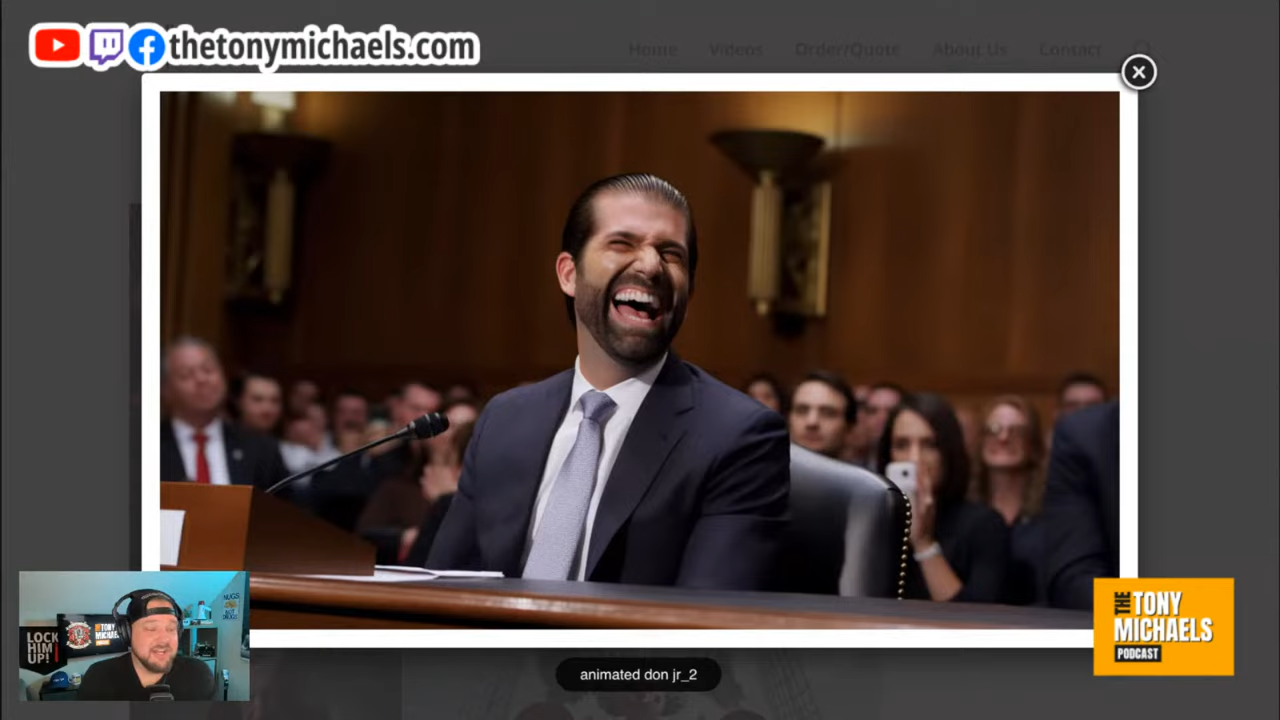 thetonymichaels.com
Home Videos Order/Quote About Us Contact
LOCK
HIM
UP!
NUGS
THE
TONY
MICHAELS
PODCAST
animated don jr_2